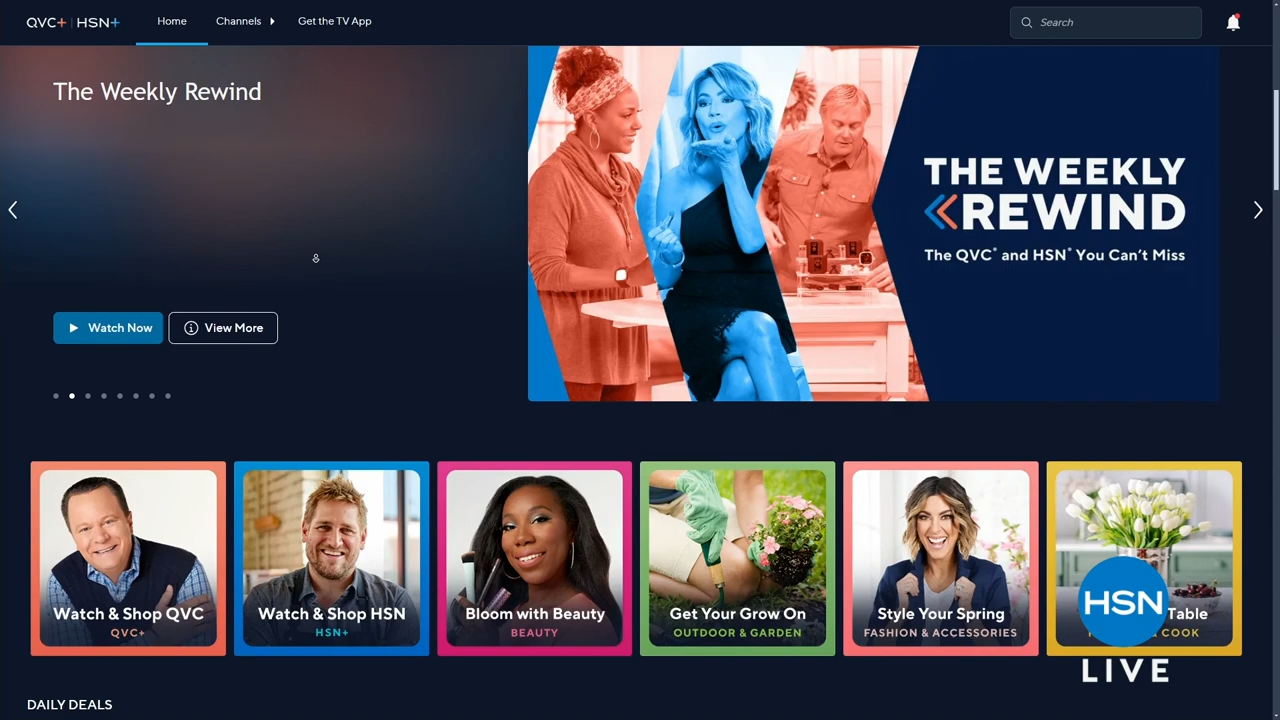 QVC+ | HSN+
Home
Channels
Get the TV App
Search
The Weekly Rewind
THE WEEKLY
REWIND
The QVC® and HSN® You Can't Miss
Watch Now
View More
Watch & Shop QVC
QVC+
Watch & Shop HSN
HSN+
Bloom with Beauty
BEAUTY
Get Your Grow On
OUTDOOR & GARDEN
Style Your Spring
FASHION & ACCESSORIES
Table
COOK
HSN
LIVE
DAILY DEALS